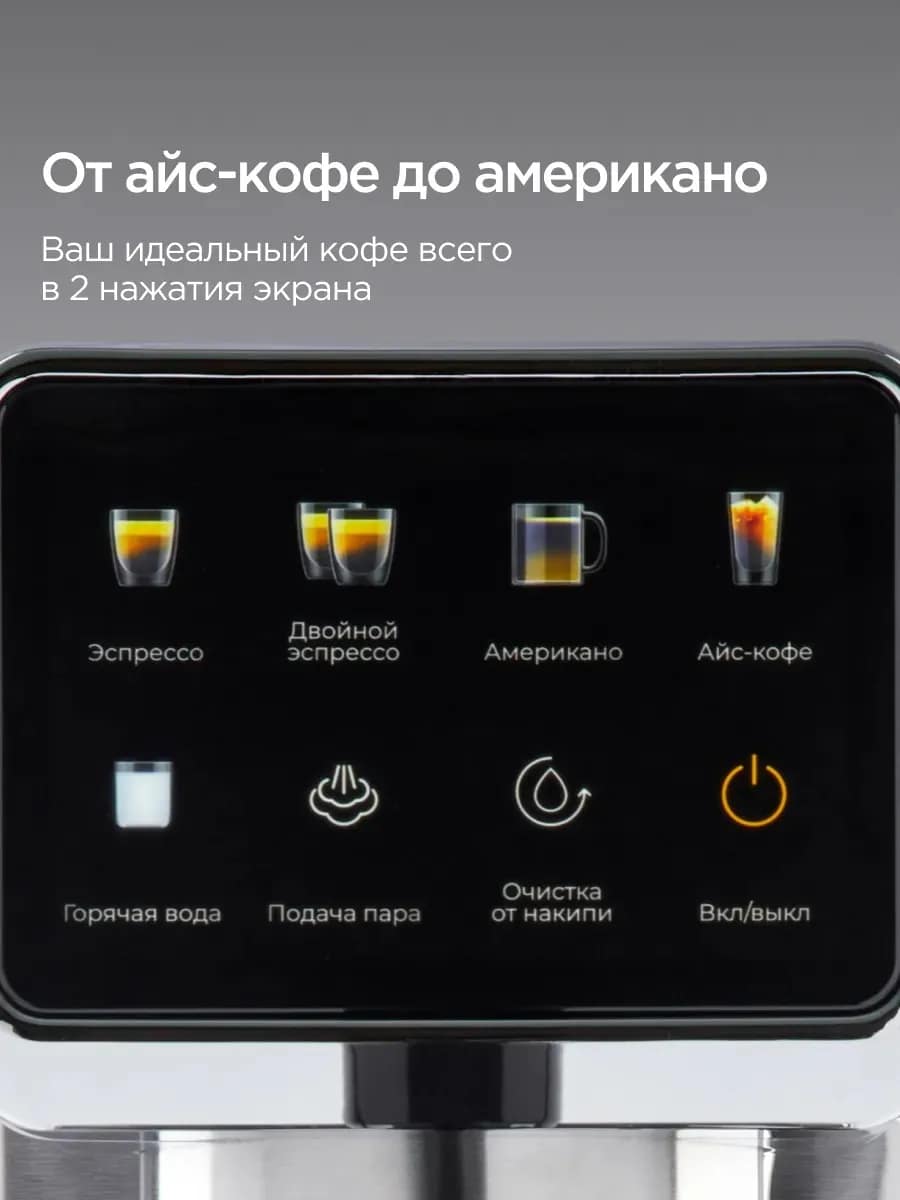 От айс-кофе до американо
Ваш идеальный кофе всего
в 2 нажатия экрана
Эспрессо
Двойной
эспрессо
Американо
Айс-кофе
Горячая вода
Подача пара
Очистка
от накипи
Вкл/выкл